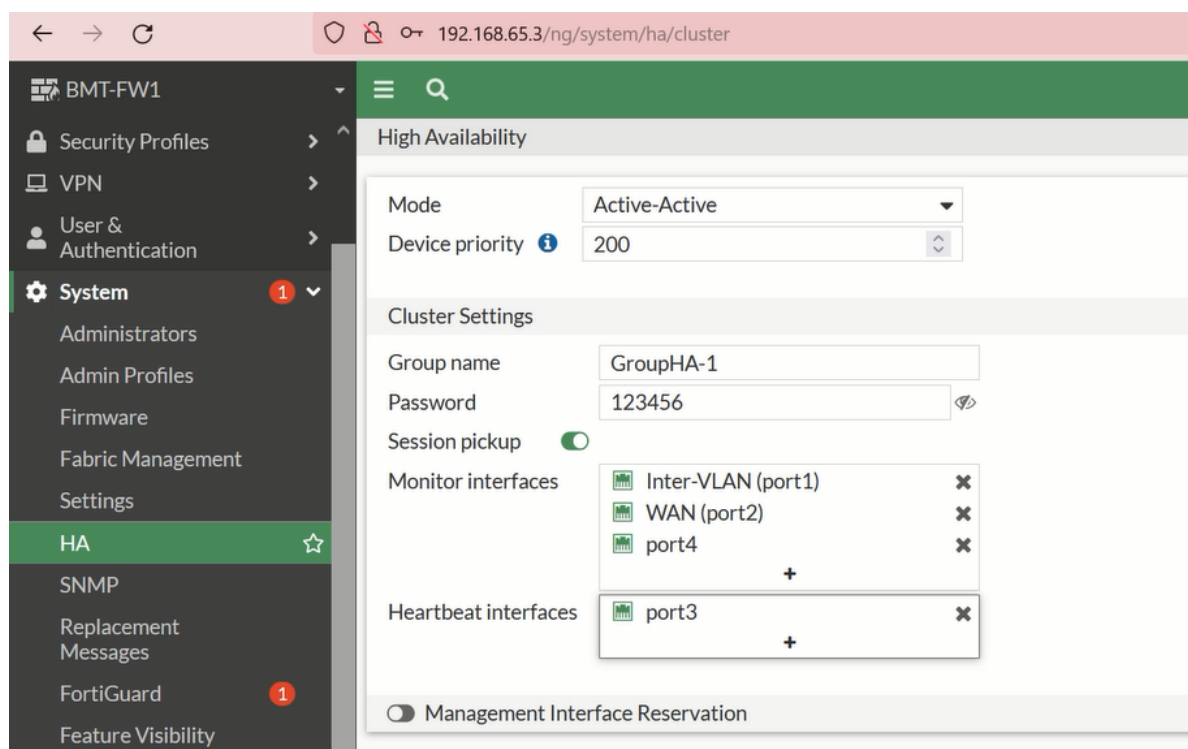 192.168.65.3/ng/system/ha/cluster
BMT-FW1
Security Profiles
VPN
User &
Authentication
System 1
Administrators
Admin Profiles
Firmware
Fabric Management
Settings
HA
SNMP
Replacement
Messages
FortiGuard 1
Feature Visibility
High Availability
Mode Active-Active
Device priority 200
Cluster Settings
Group name GroupHA-1
Password 123456
Session pickup
Monitor interfaces Inter-VLAN (port1)
WAN (port2)
port4
+
Heartbeat interfaces port3
+
Management Interface Reservation